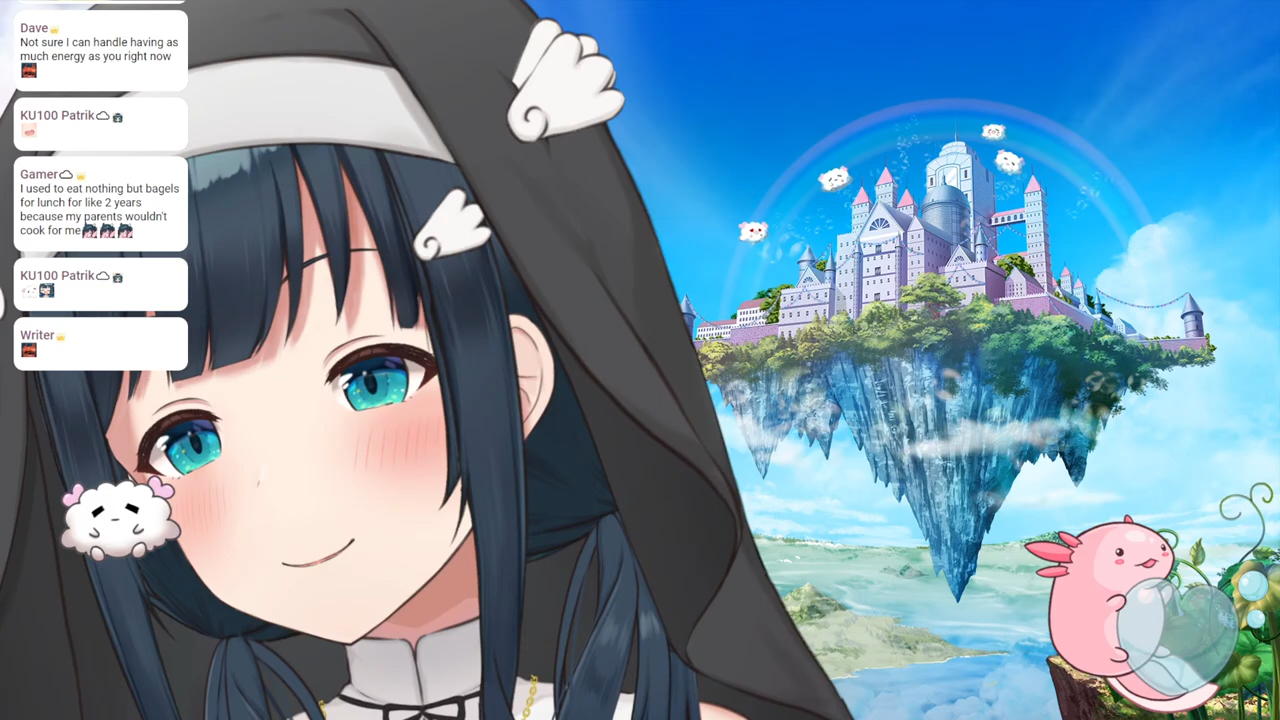 Dave
Not sure I can handle having as
much energy as you right now
KU100 Patrik
Gamer
I used to eat nothing but bagels
for lunch for like 2 years
because my parents wouldn't
cook for me
KU100 Patrik
Writer